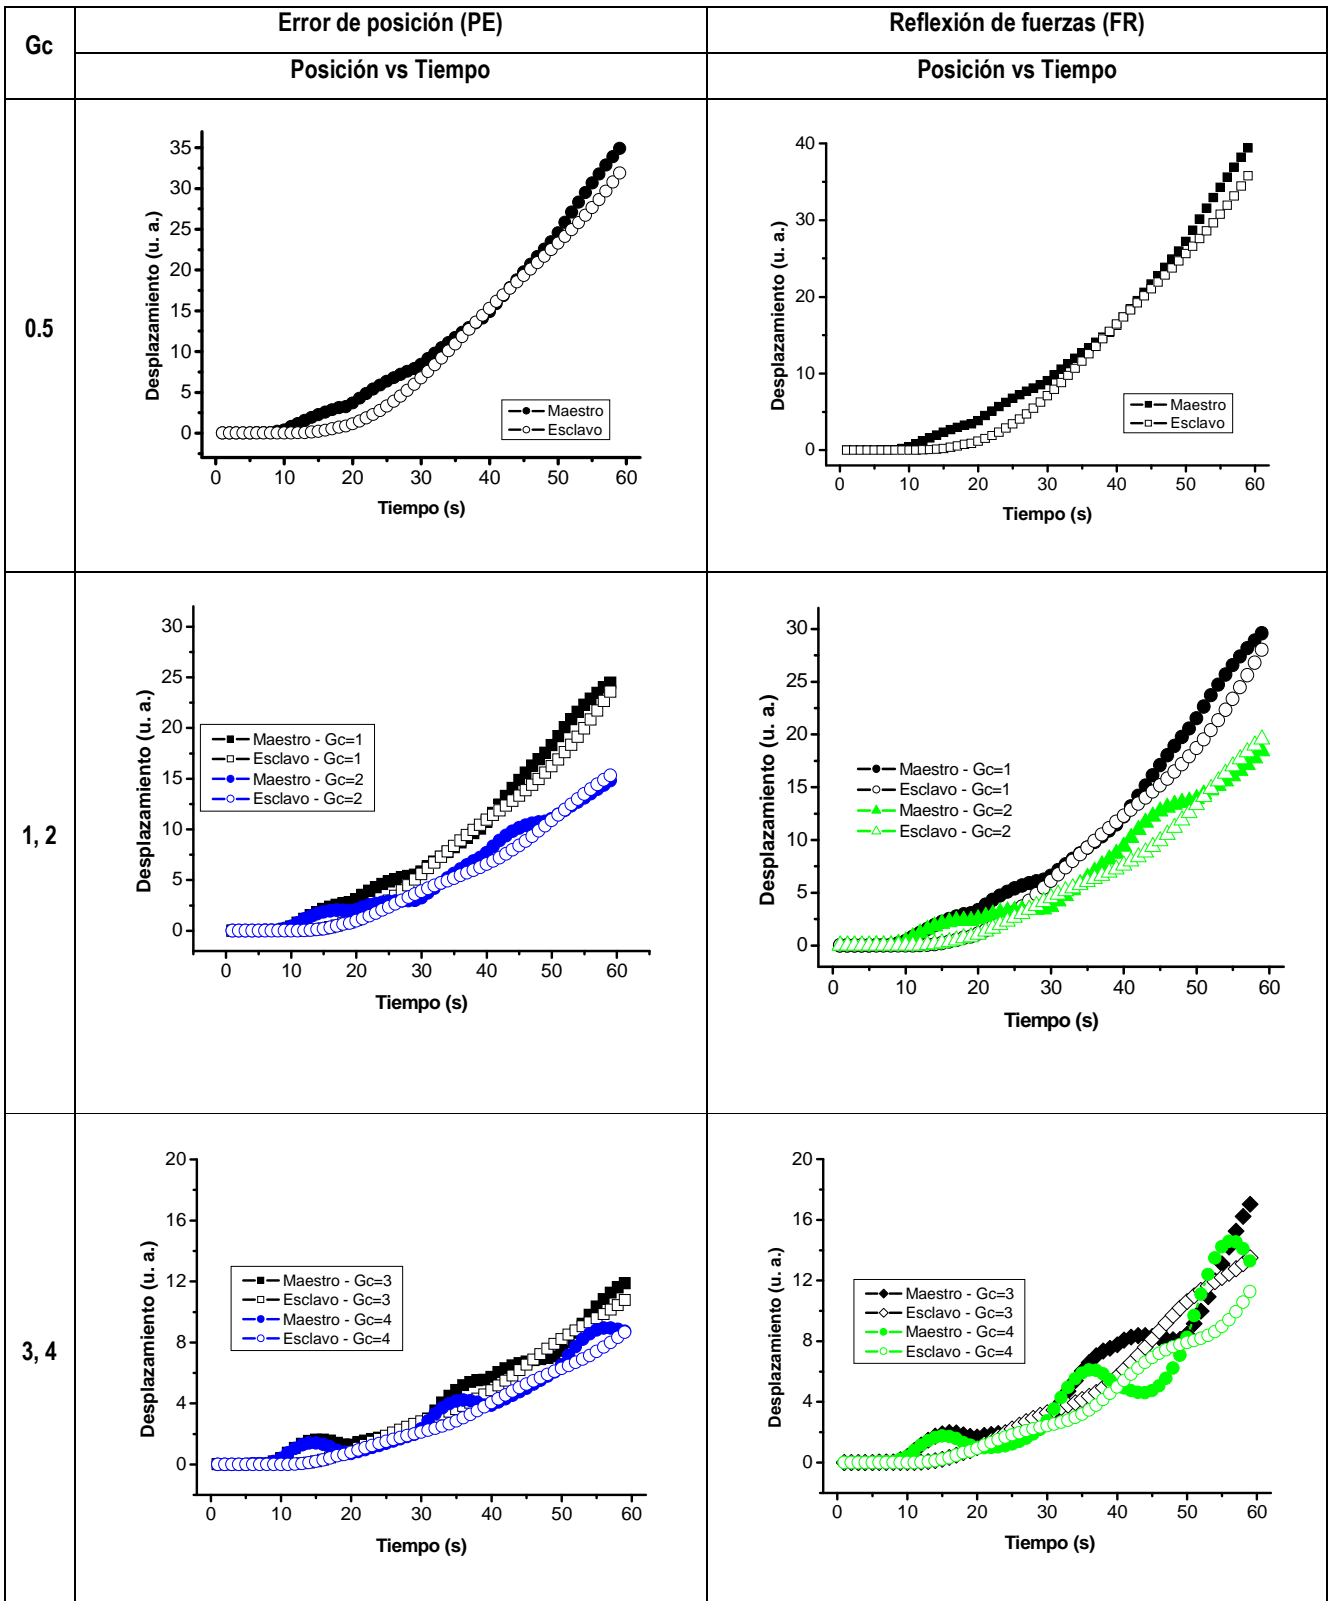 Gc
Error de posición (PE)
Reflexión de fuerzas (FR)
Posición vs Tiempo
Posición vs Tiempo
0.5
35
30
25
20
15
10
5
0
Desplazamiento (u. a.)
Maestro
Esclavo
0 10 20 30 40 50 60
Tiempo (s)
40
30
20
10
0
Desplazamiento (u. a.)
Maestro
Esclavo
0 10 20 30 40 50 60
Tiempo (s)
1, 2
30
25
20
15
10
5
0
Desplazamiento (u. a.)
Maestro - Gc=1
Esclavo - Gc=1
Maestro - Gc=2
Esclavo - Gc=2
0 10 20 30 40 50 60
Tiempo (s)
30
25
20
15
10
5
0
Desplazamiento (u. a.)
Maestro - Gc=1
Esclavo - Gc=1
Maestro - Gc=2
Esclavo - Gc=2
0 10 20 30 40 50 60
Tiempo (s)
3, 4
20
16
12
8
4
0
Desplazamiento (u. a.)
Maestro - Gc=3
Esclavo - Gc=3
Maestro - Gc=4
Esclavo - Gc=4
0 10 20 30 40 50 60
Tiempo (s)
20
16
12
8
4
0
Desplazamiento (u. a.)
Maestro - Gc=3
Esclavo - Gc=3
Maestro - Gc=4
Esclavo - Gc=4
0 10 20 30 40 50 60
Tiempo (s)